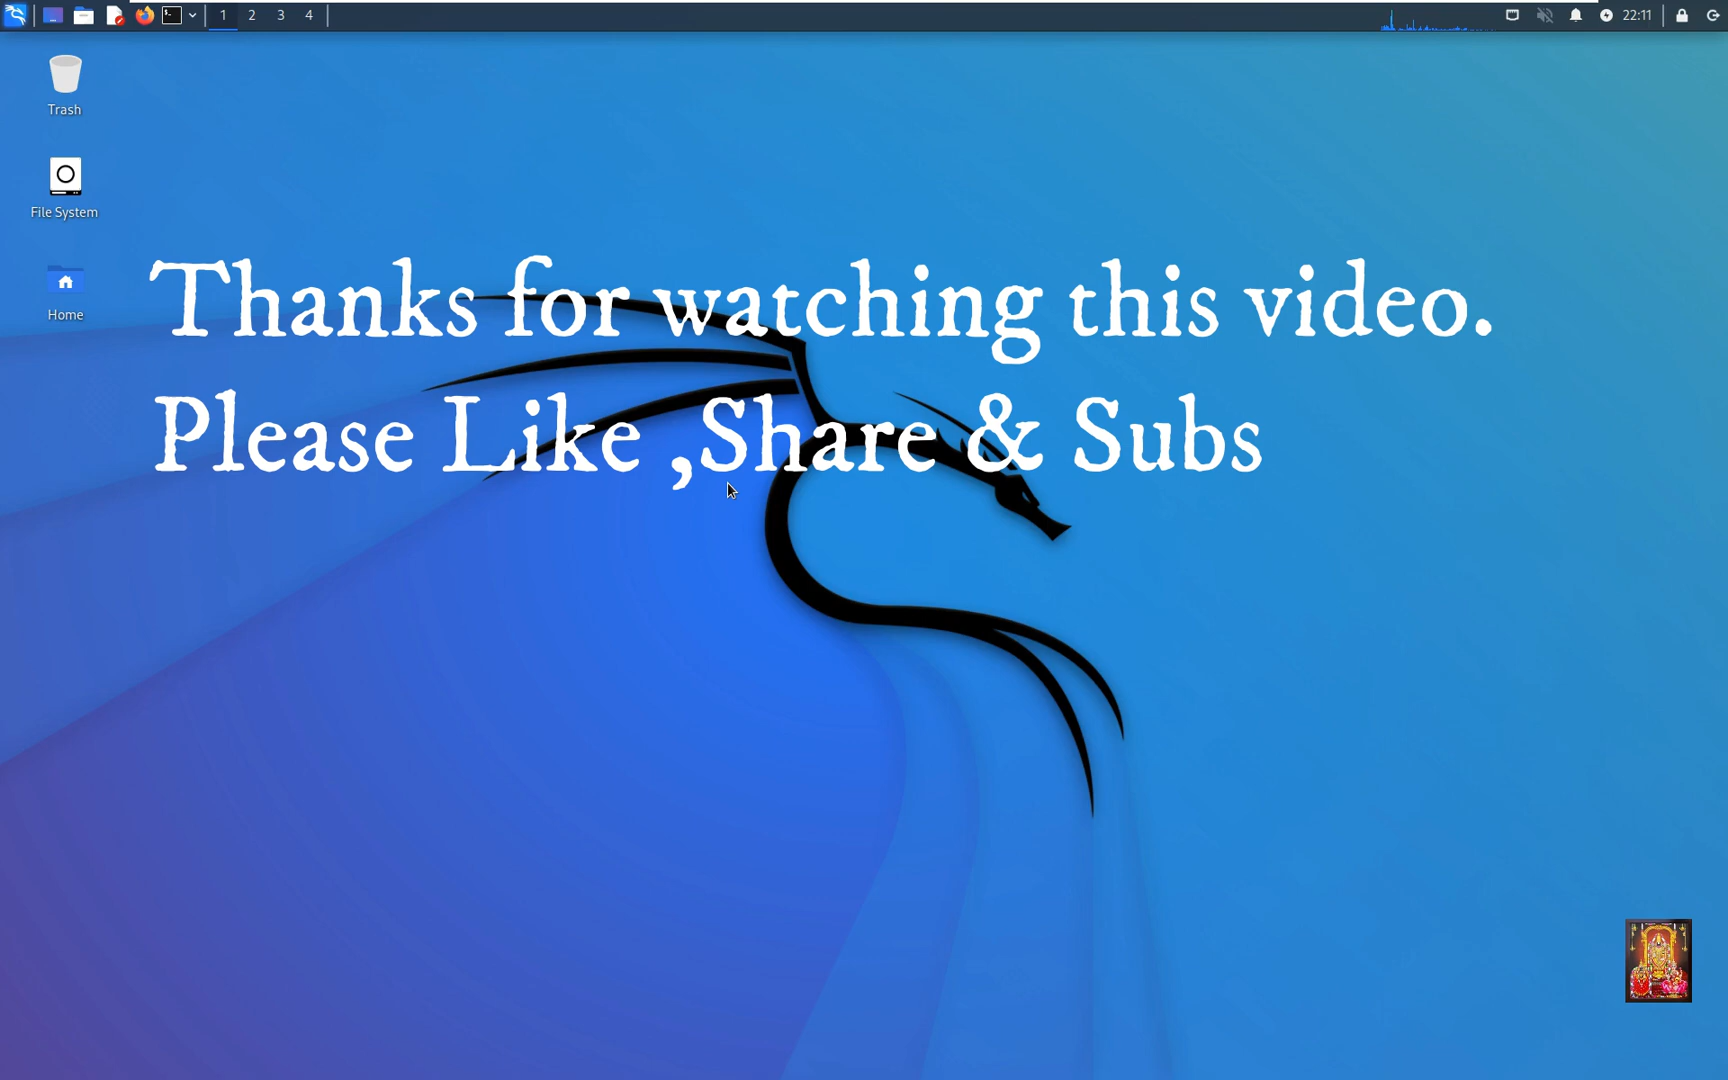 1 2 3 4
22:11
Trash
File System
Home
Thanks for watching this video.
Please Like ,Share & Subs